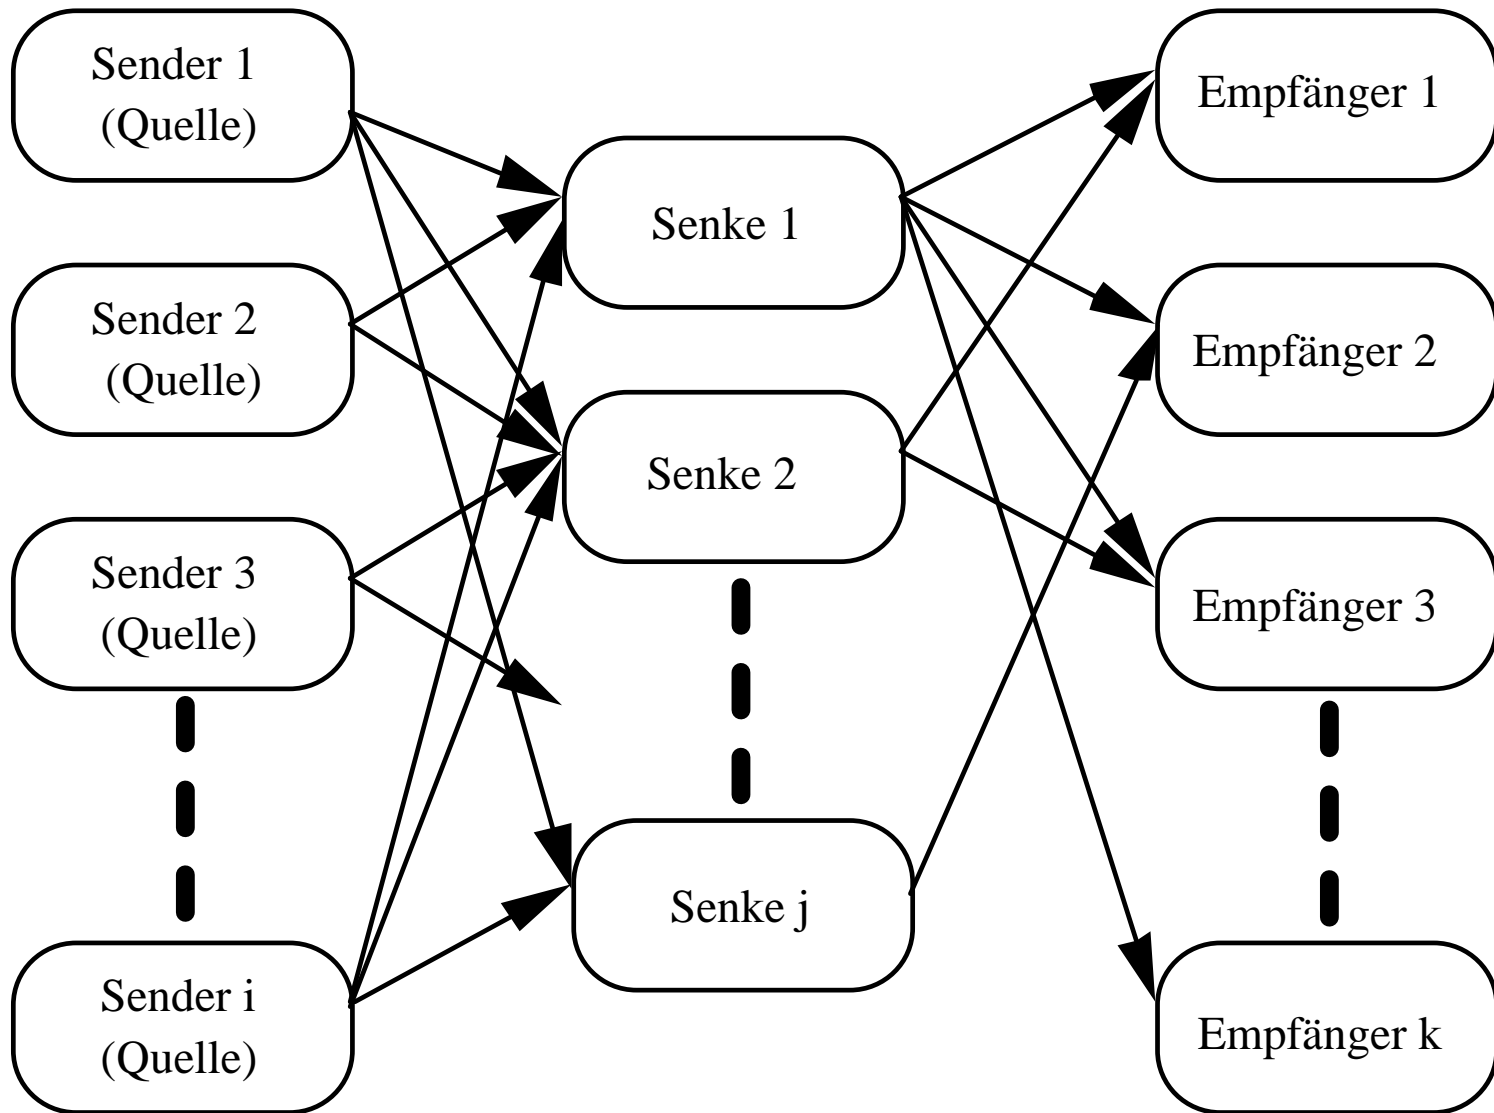 Sender 1
(Quelle)
Sender 2
(Quelle)
Sender 3
(Quelle)
Sender i
(Quelle)
Senke 1
Senke 2
Senke j
Empfänger 1
Empfänger 2
Empfänger 3
Empfänger k